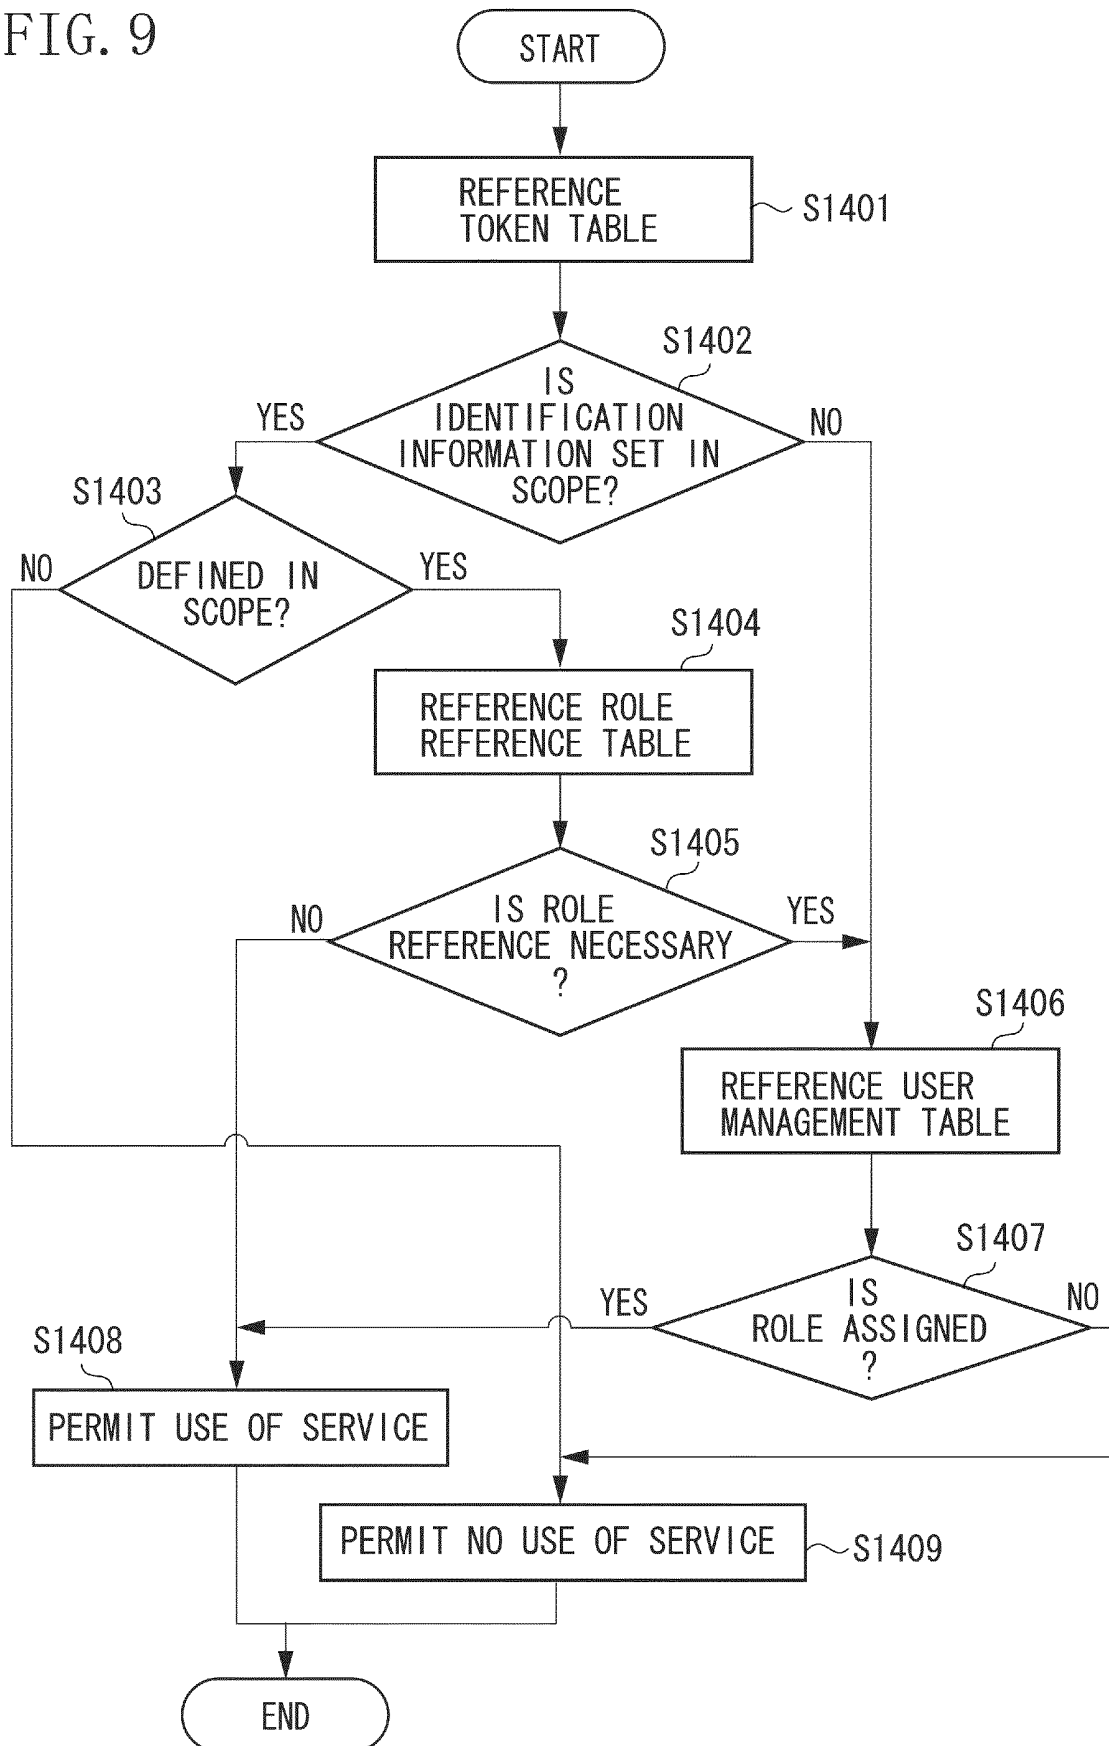 FIG. 9
START
REFERENCE
TOKEN TABLE
S1401
S1402
IS
IDENTIFICATION
INFORMATION SET IN
SCOPE?
YES
NO
S1403
DEFINED IN
SCOPE?
NO
YES
S1404
REFERENCE ROLE
REFERENCE TABLE
S1405
IS ROLE
REFERENCE NECESSARY
?
NO
YES
S1406
REFERENCE USER
MANAGEMENT TABLE
S1407
IS
ROLE ASSIGNED
?
YES
NO
S1408
PERMIT USE OF SERVICE
PERMIT NO USE OF SERVICE
S1409
END